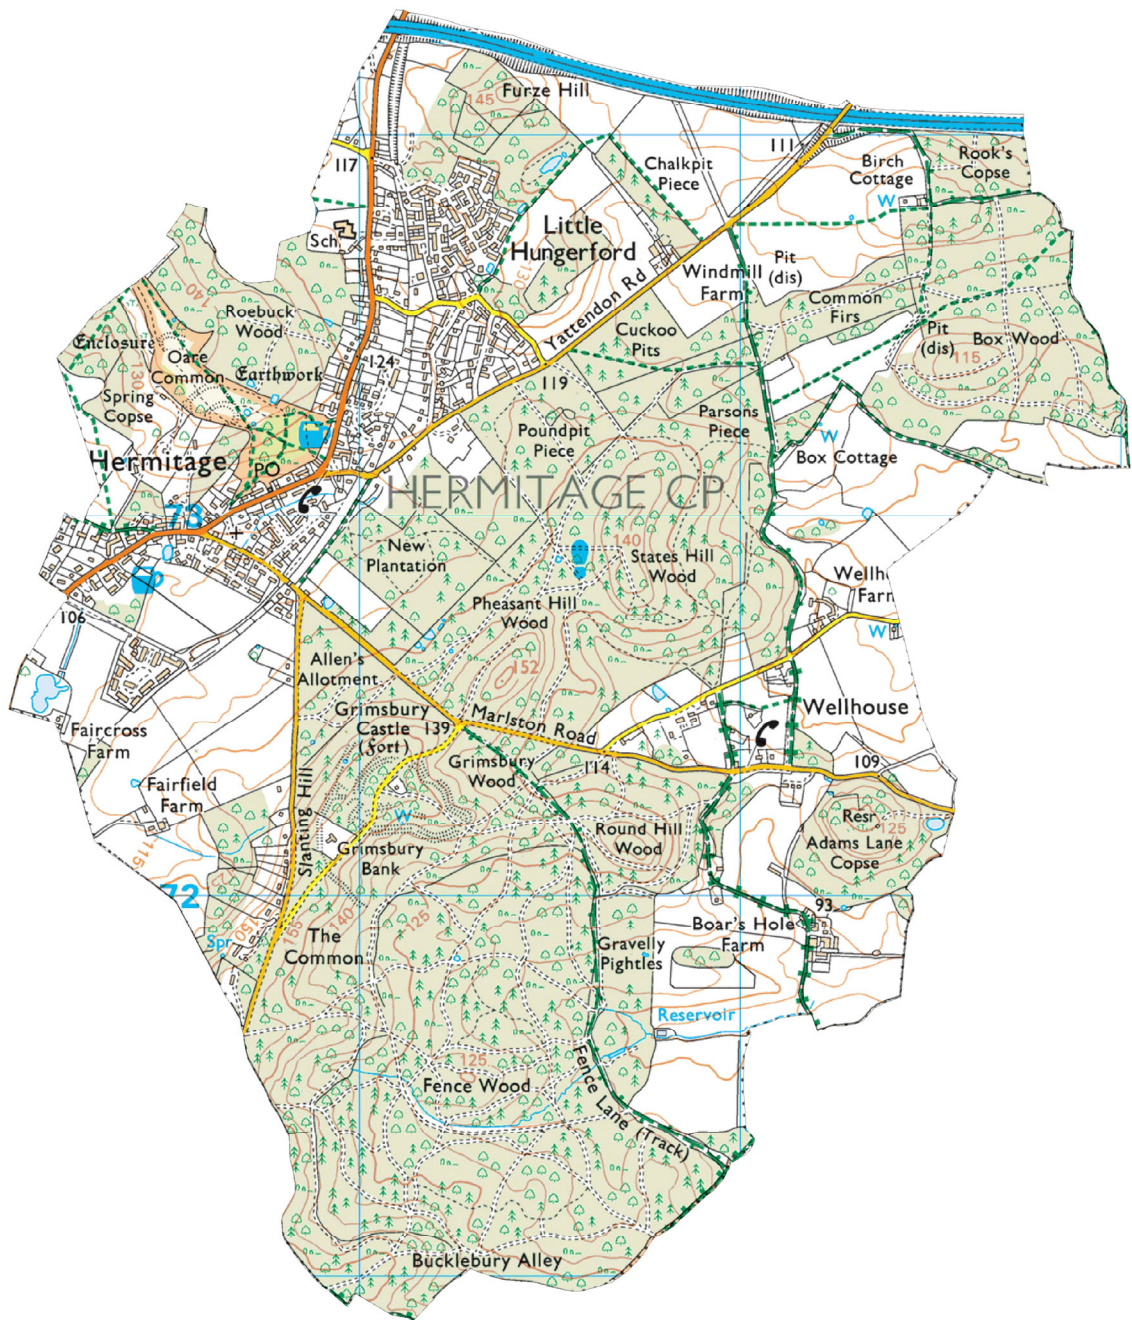 145
Furze Hill
117
111
Chalkpit
Piece
Birch
Cottage
Rook's
Copse
W
Sch
Little
Hungerford
130
140
Roebuck
Wood
Windmill
Farm
Pit
(dis)
Yattendon Rd
Common
Firs
Enclosure
Oare
Common
Earthwork
130
124
Cuckoo
Pits
Pit
(dis)
Box Wood
115
119
Spring
Copse
Parsons
Piece
Poundpit
Piece
W
Box Cottage
Hermitage
PO
HERMITAGE CP
73
New
Plantation
140
States Hill
Wood
Wellh
Farm
W
106
Pheasant Hill
Wood
152
Allen's
Allotment
Grimsbury
Castle
(Fort)
139
Marlston Road
Wellhouse
Faircross
Farm
Grimsbury
Wood
114
109
Fairfield
Farm
Slanting Hill
W
Round Hill
Wood
Resr
125
Adams Lane
Copse
115
Grimsbury
Bank
72
150
165
140
125
93
Spr
The
Common
Gravelly
Pightles
Boar's Hole
Farm
Reservoir
125
Fence Wood
Fence Lane (Track)
Bucklebury Alley